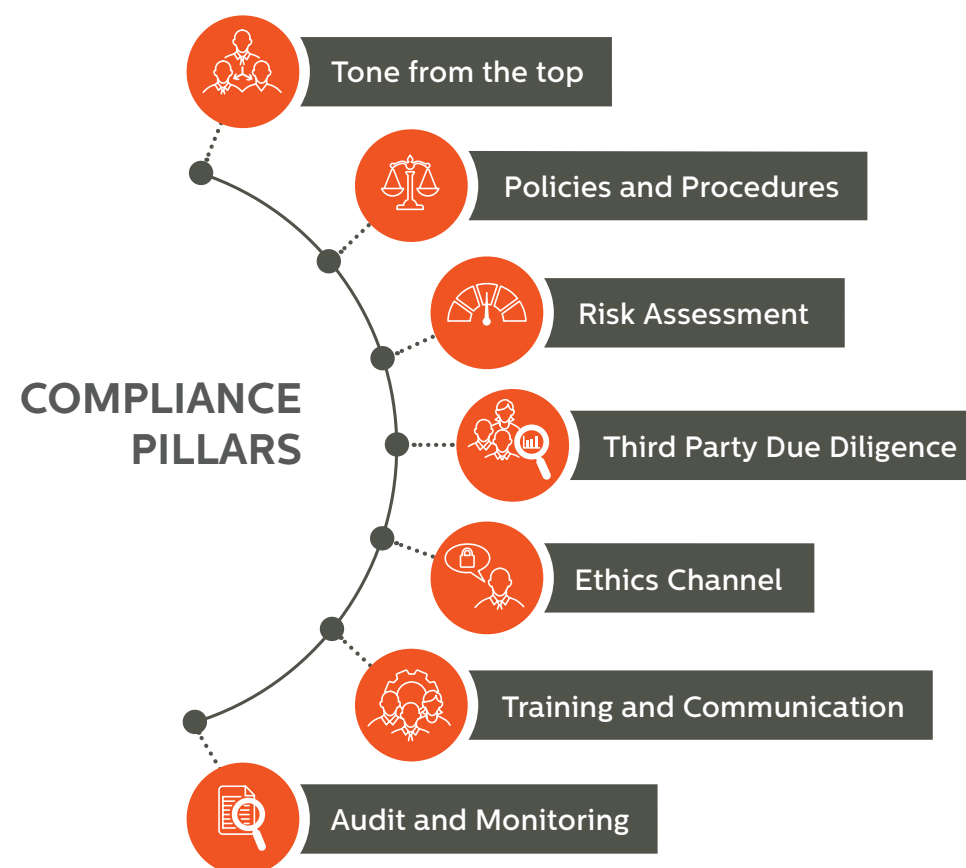 Tone from the top
Policies and Procedures
Risk Assessment
COMPLIANCE
PILLARS
Third Party Due Diligence
Ethics Channel
Training and Communication
Audit and Monitoring